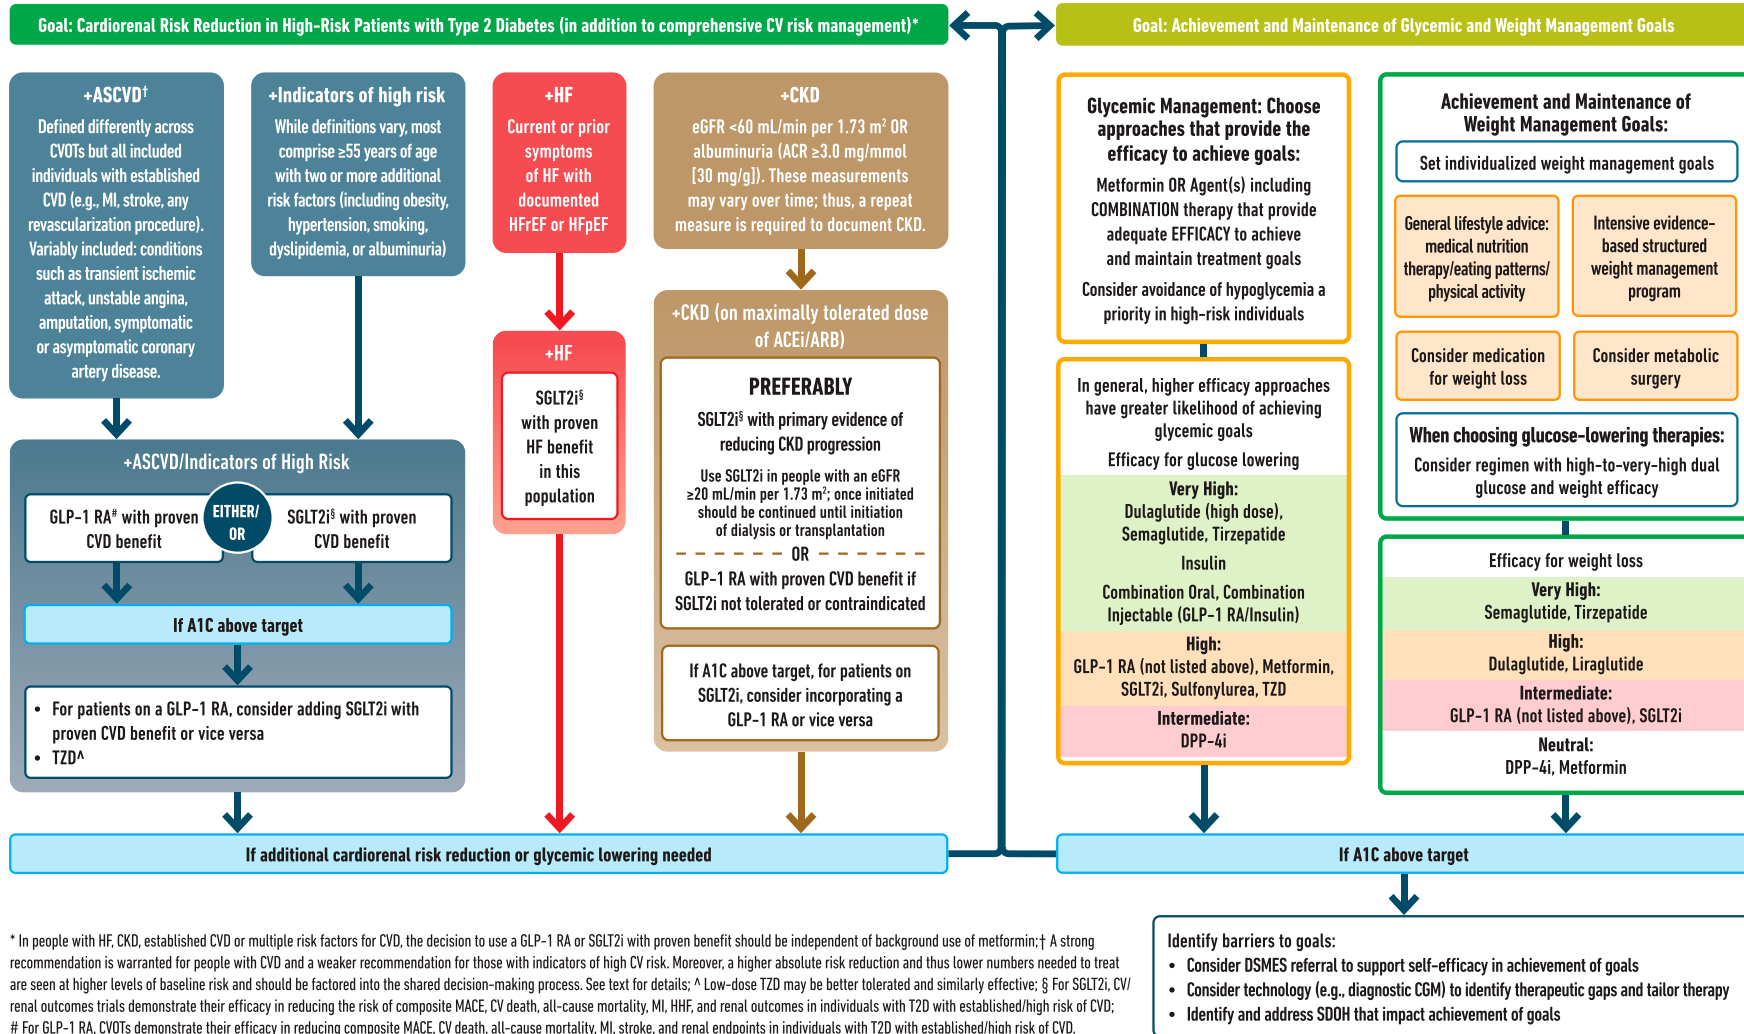 Goal: Cardiorenal Risk Reduction in High-Risk Patients with Type 2 Diabetes (in addition to comprehensive CV risk management)*
+ASCVD†
Defined differently across
CVOTs but all included
individuals with established
CVD (e.g., MI, stroke, any
revascularization procedure).
Variably included: conditions
such as transient ischemic
attack, unstable angina,
amputation, symptomatic
or asymptomatic coronary
artery disease.
+Indicators of high risk
While definitions vary, most
comprise ≥55 years of age
with two or more additional
risk factors (including obesity,
hypertension, smoking,
dyslipidemia, or albuminuria)
+ASCVD/Indicators of High Risk
GLP-1 RA# with proven
CVD benefit
EITHER/
OR
SGLT2i§ with proven
CVD benefit
If A1C above target
• For patients on a GLP-1 RA, consider adding SGLT2i with
proven CVD benefit or vice versa
• TZD^
+HF
Current or prior
symptoms
of HF with
documented
HFrEF or HFpEF
+HF
SGLT2i§
with proven
HF benefit
in this
population
+CKD
eGFR <60 mL/min per 1.73 m² OR
albuminuria (ACR ≥3.0 mg/mmol
[30 mg/g]). These measurements
may vary over time; thus, a repeat
measure is required to document CKD.
+CKD (on maximally tolerated dose
of ACEi/ARB)
PREFERABLY
SGLT2i§ with primary evidence of
reducing CKD progression
Use SGLT2i in people with an eGFR
≥20 mL/min per 1.73 m²; once initiated
should be continued until initiation
of dialysis or transplantation
OR
GLP-1 RA with proven CVD benefit if
SGLT2i not tolerated or contraindicated
If A1C above target, for patients on
SGLT2i, consider incorporating a
GLP-1 RA or vice versa
If additional cardiorenal risk reduction or glycemic lowering needed
Goal: Achievement and Maintenance of Glycemic and Weight Management Goals
Glycemic Management: Choose
approaches that provide the
efficacy to achieve goals:
Metformin OR Agent(s) including
COMBINATION therapy that provide
adequate EFFICACY to achieve
and maintain treatment goals
Consider avoidance of hypoglycemia a
priority in high-risk individuals
In general, higher efficacy approaches
have greater likelihood of achieving
glycemic goals
Efficacy for glucose lowering
Very High:
Dulaglutide (high dose),
Semaglutide, Tirzepatide
Insulin
Combination Oral, Combination
Injectable (GLP-1 RA/Insulin)
High:
GLP-1 RA (not listed above), Metformin,
SGLT2i, Sulfonylurea, TZD
Intermediate:
DPP-4i
Achievement and Maintenance of
Weight Management Goals:
Set individualized weight management goals
General lifestyle advice:
medical nutrition
therapy/eating patterns/
physical activity
Intensive evidence-
based structured
weight management
program
Consider medication
for weight loss
Consider metabolic
surgery
When choosing glucose-lowering therapies:
Consider regimen with high-to-very-high dual
glucose and weight efficacy
Efficacy for weight loss
Very High:
Semaglutide, Tirzepatide
High:
Dulaglutide, Liraglutide
Intermediate:
GLP-1 RA (not listed above), SGLT2i
Neutral:
DPP-4i, Metformin
If A1C above target
Identify barriers to goals:
• Consider DSMES referral to support self-efficacy in achievement of goals
• Consider technology (e.g., diagnostic CGM) to identify therapeutic gaps and tailor therapy
• Identify and address SDOH that impact achievement of goals
* In people with HF, CKD, established CVD or multiple risk factors for CVD, the decision to use a GLP-1 RA or SGLT2i with proven benefit should be independent of background use of metformin;† A strong
recommendation is warranted for people with CVD and a weaker recommendation for those with indicators of high CV risk. Moreover, a higher absolute risk reduction and thus lower numbers needed to treat
are seen at higher levels of baseline risk and should be factored into the shared decision-making process. See text for details; ^ Low-dose TZD may be better tolerated and similarly effective; § For SGLT2i, CV/
renal outcomes trials demonstrate their efficacy in reducing the risk of composite MACE, CV death, all-cause mortality, MI, HHF, and renal outcomes in individuals with T2D with established/high risk of CVD;
# For GLP-1 RA, CVOTs demonstrate their efficacy in reducing composite MACE, CV death, all-cause mortality, MI, stroke, and renal endpoints in individuals with T2D with established/high risk of CVD.